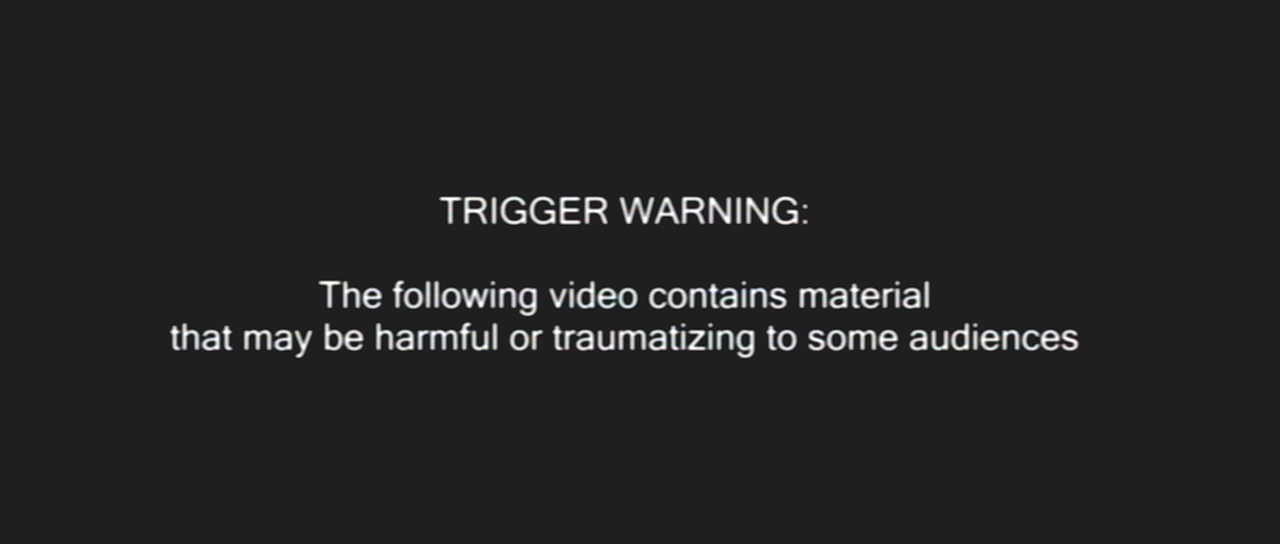 TRIGGER WARNING:
The following video contains material
that may be harmful or traumatizing to some audiences